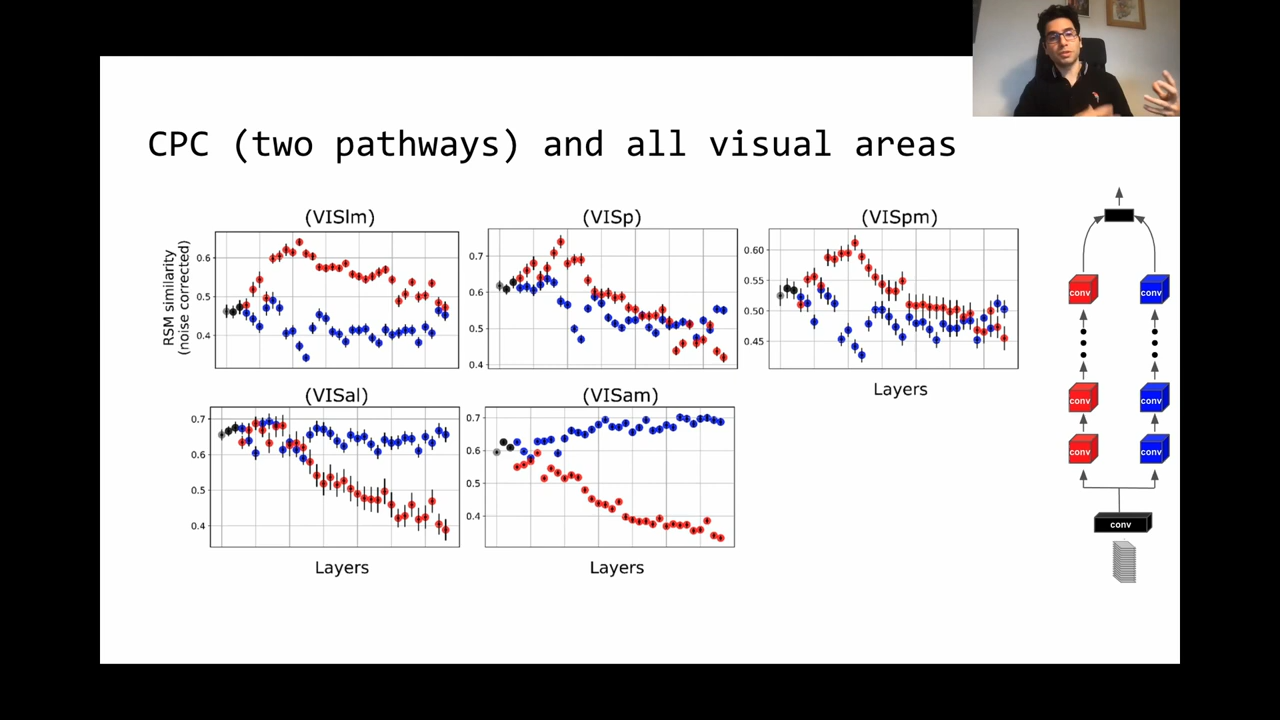 CPC (two pathways) and all visual areas
(VISlm)
(VISp)
(VISpm)
RSM similarity
(noise corrected)
0.6
0.5
0.4
0.7
0.6
0.5
0.4
0.60
0.55
0.50
0.45
Layers
(VISal)
(VISam)
0.7
0.6
0.5
0.4
0.7
0.6
0.5
0.4
Layers
Layers
conv
conv
conv
conv
conv
conv
conv